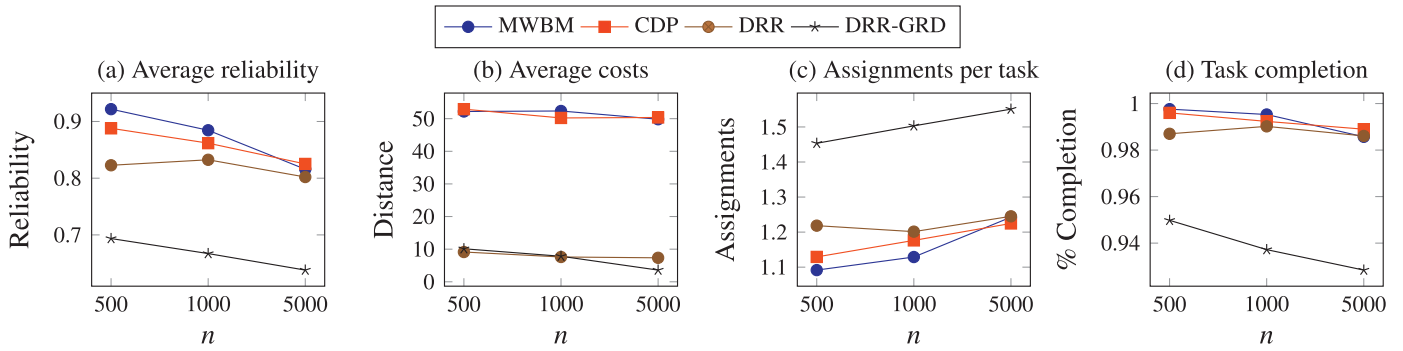 MWBM CDP DRR DRR-GRD
(a) Average reliability
0.9
0.8
0.7
Reliability
500 1000 5000
n
(b) Average costs
50
40
30
20
10
0
Distance
500 1000 5000
n
(c) Assignments per task
1.5
1.4
1.3
1.2
1.1
Assignments
500 1000 5000
n
(d) Task completion
1
0.98
0.96
0.94
% Completion
500 1000 5000
n